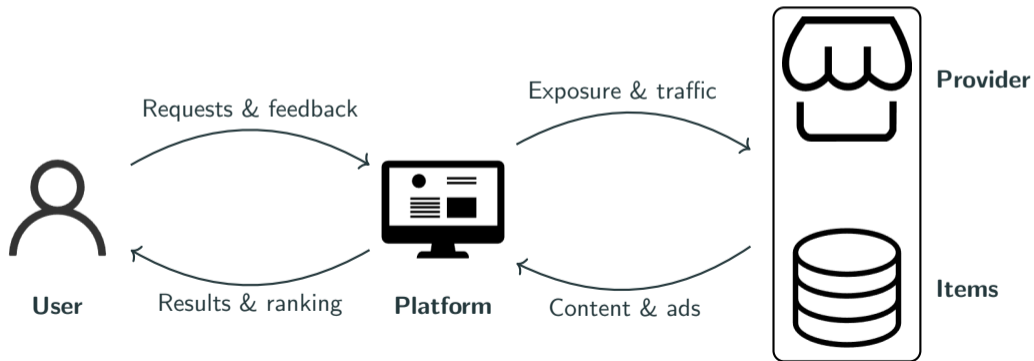 Requests & feedback
Exposure & traffic
Provider
User
Results & ranking
Platform
Content & ads
Items